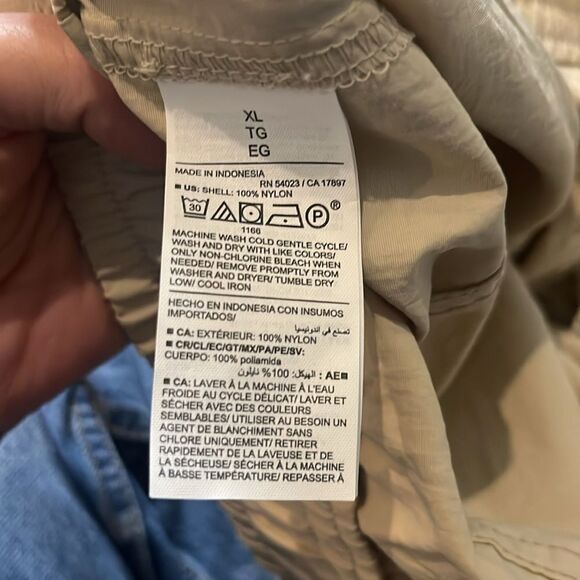 XL
TG
EG
MADE IN INDONESIA
RN 54023 / CA 17897
■ US: SHELL: 100% NYLON
30 P ®
1166
MACHINE WASH COLD GENTLE CYCLE/
WASH AND DRY WITH LIKE COLORS/
ONLY NON-CHLORINE BLEACH WHEN
NEEDED/ REMOVE PROMPTLY FROM
WASHER AND DRYER/ TUMBLE DRY
LOW/ COOL IRON
HECHO EN INDONESIA CON INSUMOS
IMPORTADOS/
تصنع في اندونيسيا
■ CA: EXTÉRIEUR: 100% NYLON
■ CR/CL/EC/GT/MX/PA/PE/SV:
CUERPO: 100% poliamida
■ AE: الهيكل: 100% نايلون
■ CA: LAVER À LA MACHINE À L'EAU
FROIDE AU CYCLE DÉLICAT/ LAVER ET
SÉCHER AVEC DES COULEURS
SEMBLABLES/ UTILISER AU BESOIN UN
AGENT DE BLANCHIMENT SANS
CHLORE UNIQUEMENT/ RETIRER
RAPIDEMENT DE LA LAVEUSE ET DE
LA SÉCHEUSE/ SÉCHER À LA MACHINE
À BASSE TEMPÉRATURE/ REPASSER À